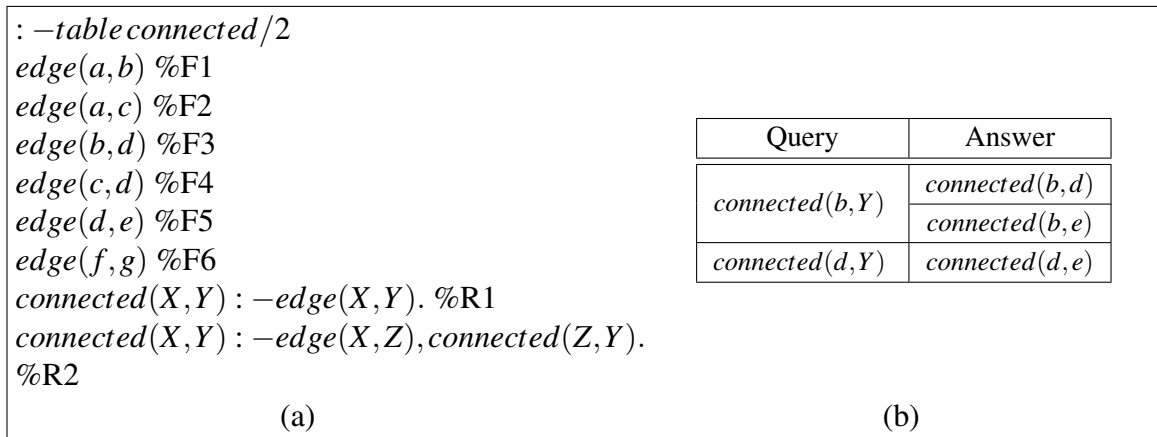 : −table connected/2
edge(a,b) %F1
edge(a,c) %F2
edge(b,d) %F3
edge(c,d) %F4
edge(d,e) %F5
edge(f,g) %F6
connected(X,Y) : −edge(X,Y). %R1
connected(X,Y) : −edge(X,Z),connected(Z,Y).
%R2
(a)
Query Answer
connected(b,Y) connected(b,d)
connected(b,e)
connected(d,Y) connected(d,e)
(b)